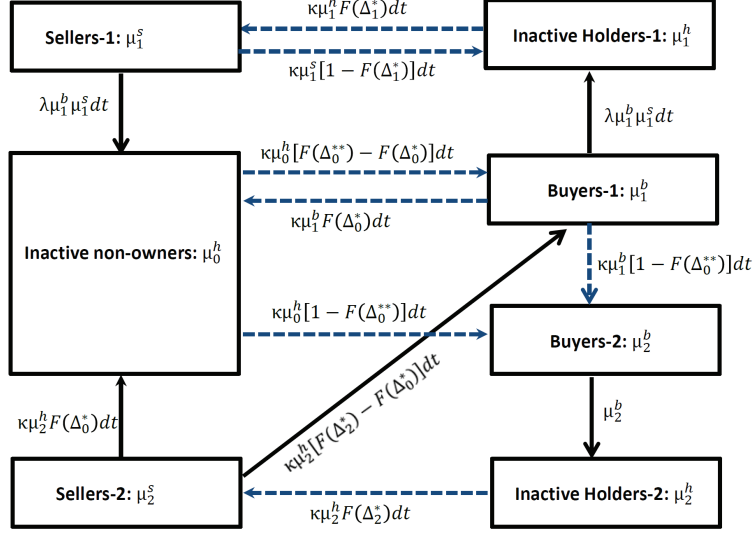 κμ₁ʰF(Δ₁*)dt
Sellers-1: μ₁ˢ
Inactive Holders-1: μ₁ʰ
κμ₁ˢ[1 − F(Δ₁*)]dt
λμ₁ᵇμ₁ˢdt
λμ₁ᵇμ₁ˢdt
κμ₀ʰ[F(Δ₀**) − F(Δ₀*)]dt
Buyers-1: μ₁ᵇ
κμ₁ᵇF(Δ₀*)dt
Inactive non-owners: μ₀ʰ
κμ₁ᵇ[1 − F(Δ₀**)]dt
κμ₀ʰ[1 − F(Δ₀**)]dt
Buyers-2: μ₂ᵇ
κμ₂ʰ[F(Δ₂*) − F(Δ₀*)]dt
κμ₂ʰF(Δ₀*)dt
μ₂ᵇ
Sellers-2: μ₂ˢ
Inactive Holders-2: μ₂ʰ
κμ₂ʰF(Δ₂*)dt